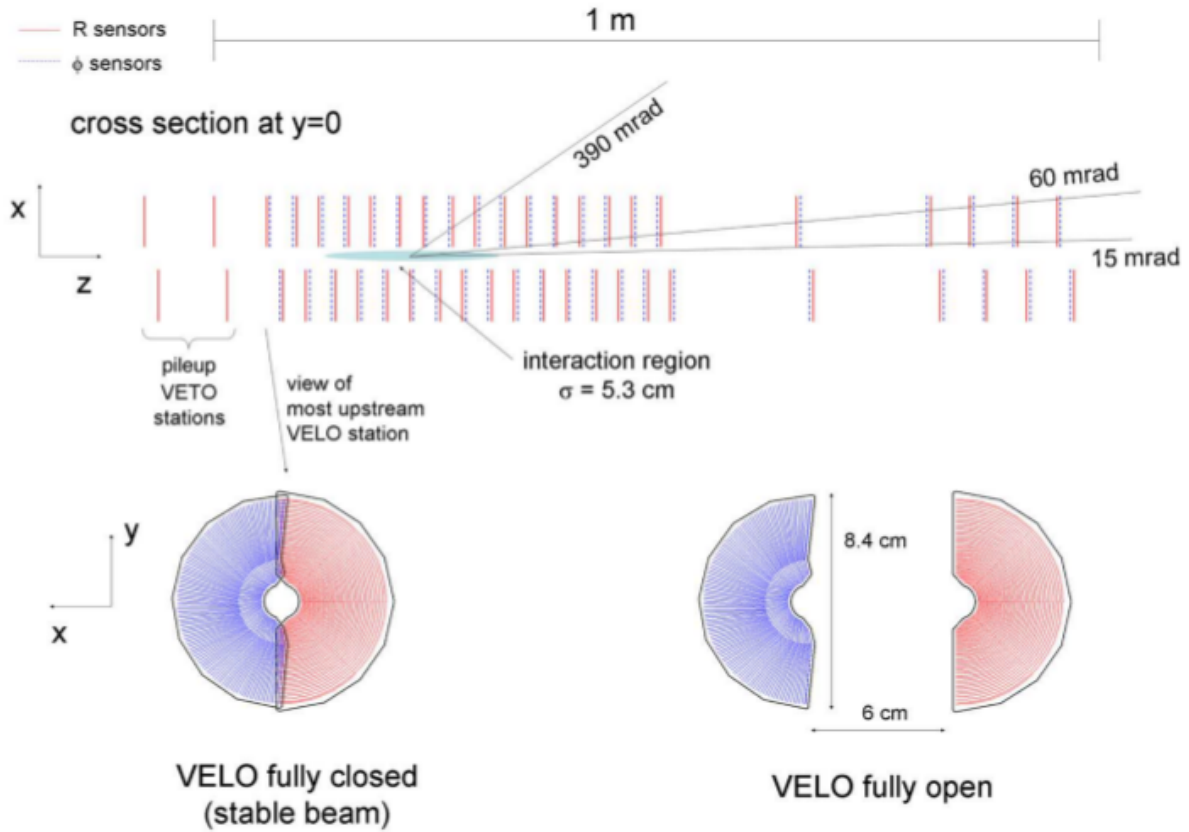 R sensors
ϕ sensors
1 m
cross section at y=0
390 mrad
60 mrad
15 mrad
x
z
pileup
VETO
stations
view of
most upstream
VELO station
interaction region
σ = 5.3 cm
y
x
8.4 cm
6 cm
VELO fully closed
(stable beam)
VELO fully open